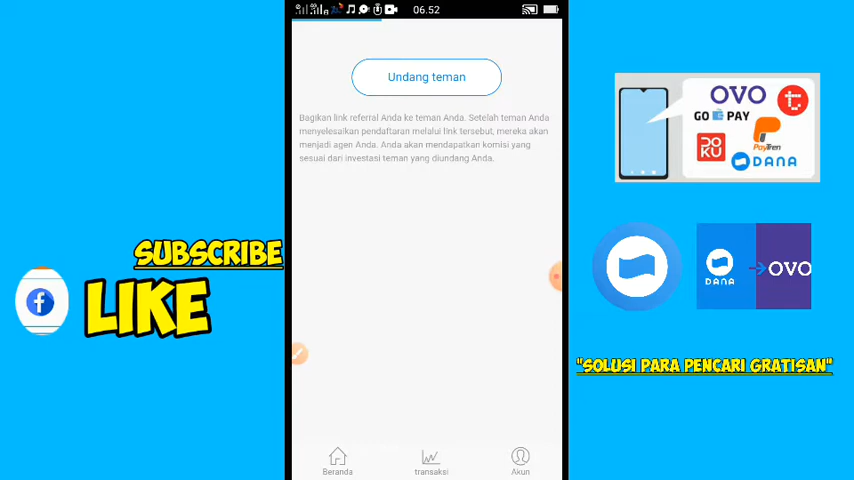 06.52
Undang teman
Bagikan link referral Anda ke teman Anda. Setelah teman Anda
menyelesaikan pendaftaran melalui link tersebut, mereka akan
menjadi agen Anda. Anda akan mendapatkan komisi yang
sesuai dari investasi teman yang diundang Anda.
Beranda
transaksi
Akun
SUBSCRIBE
LIKE
OVO
GO PAY
PayTren
DOKU
DANA
DANA
OVO
"SOLUSI PARA PENCARI GRATISAN"